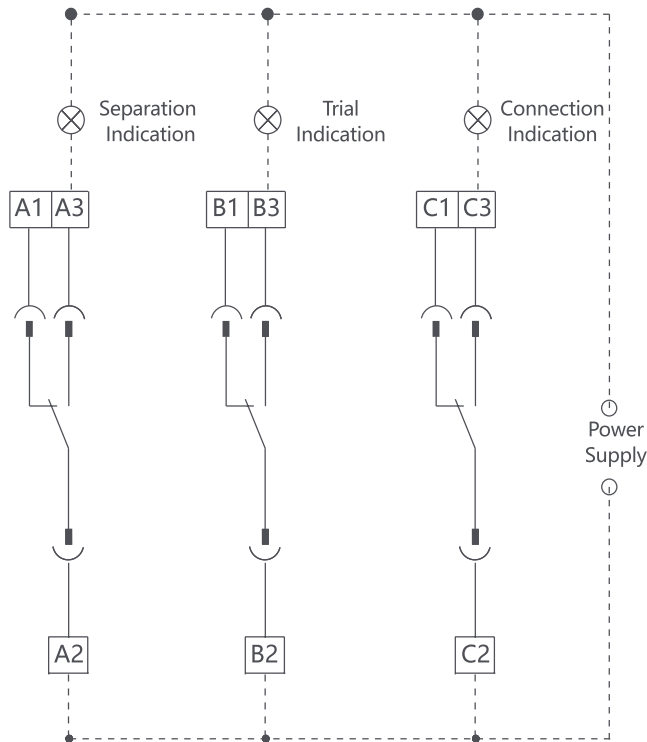 Separation
Indication
Trial
Indication
Connection
Indication
A1 A3
B1 B3
C1 C3
Power
Supply
A2
B2
C2